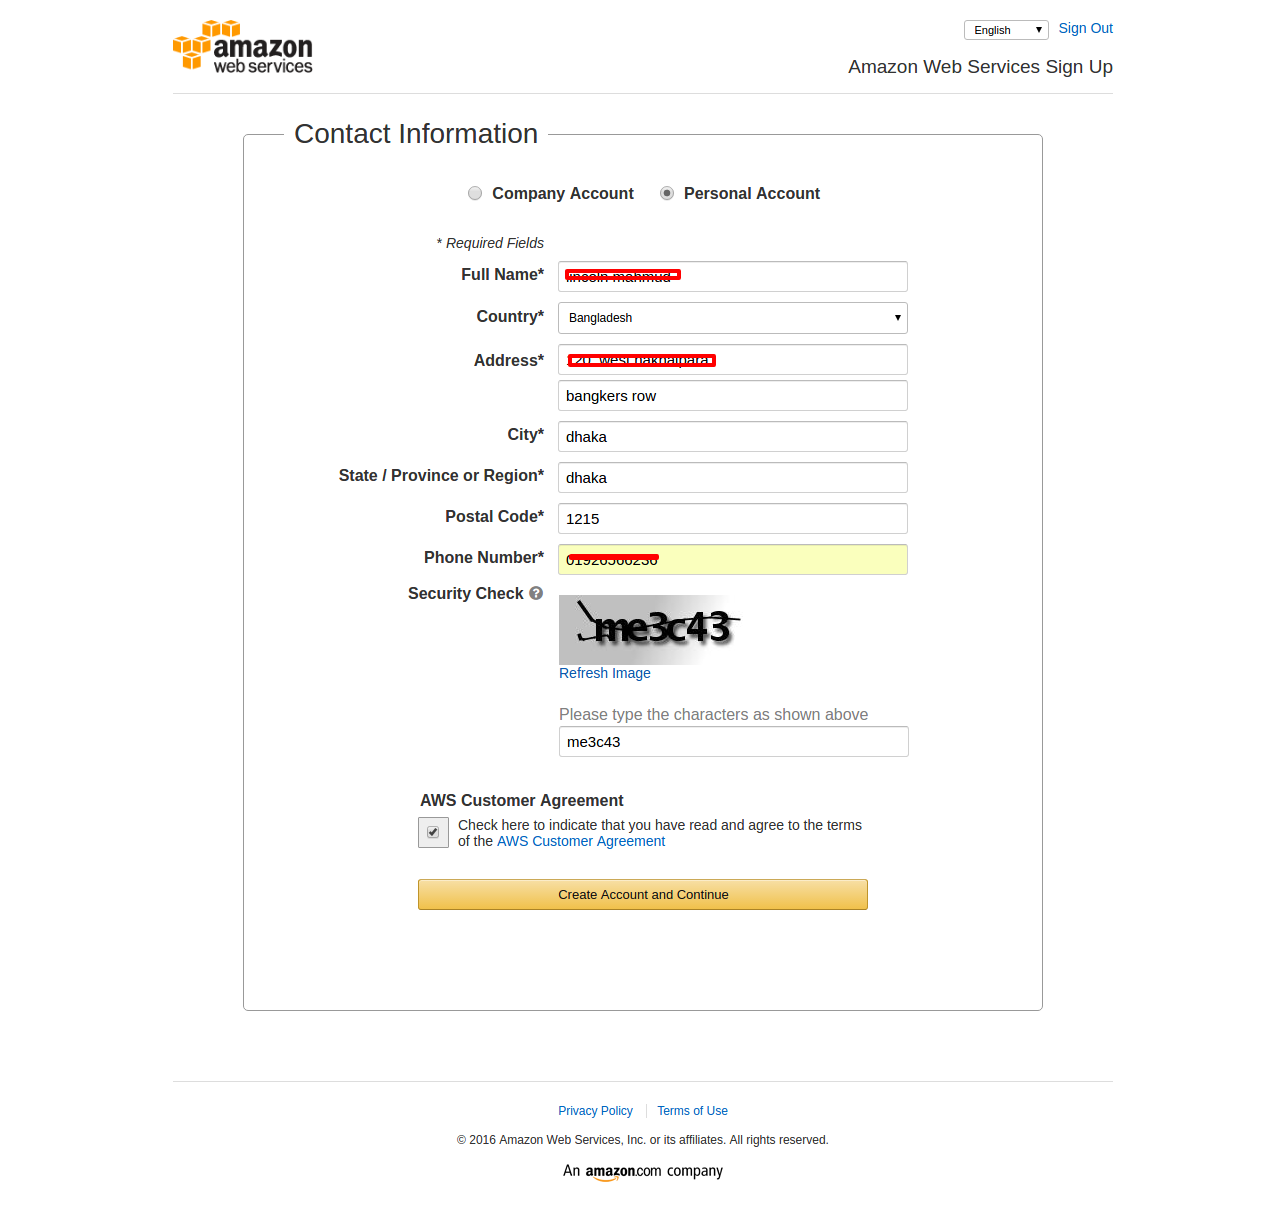 amazon
web services
English
Sign Out
Amazon Web Services Sign Up
Contact Information
Company Account
Personal Account
* Required Fields
Full Name*
Country*
Bangladesh
Address*
bangkers row
City*
dhaka
State / Province or Region*
dhaka
Postal Code*
1215
Phone Number*
Security Check ?
me3c43
Refresh Image
Please type the characters as shown above
me3c43
AWS Customer Agreement
Check here to indicate that you have read and agree to the terms
of the AWS Customer Agreement
Create Account and Continue
Privacy Policy
Terms of Use
© 2016 Amazon Web Services, Inc. or its affiliates. All rights reserved.
An amazon.com company